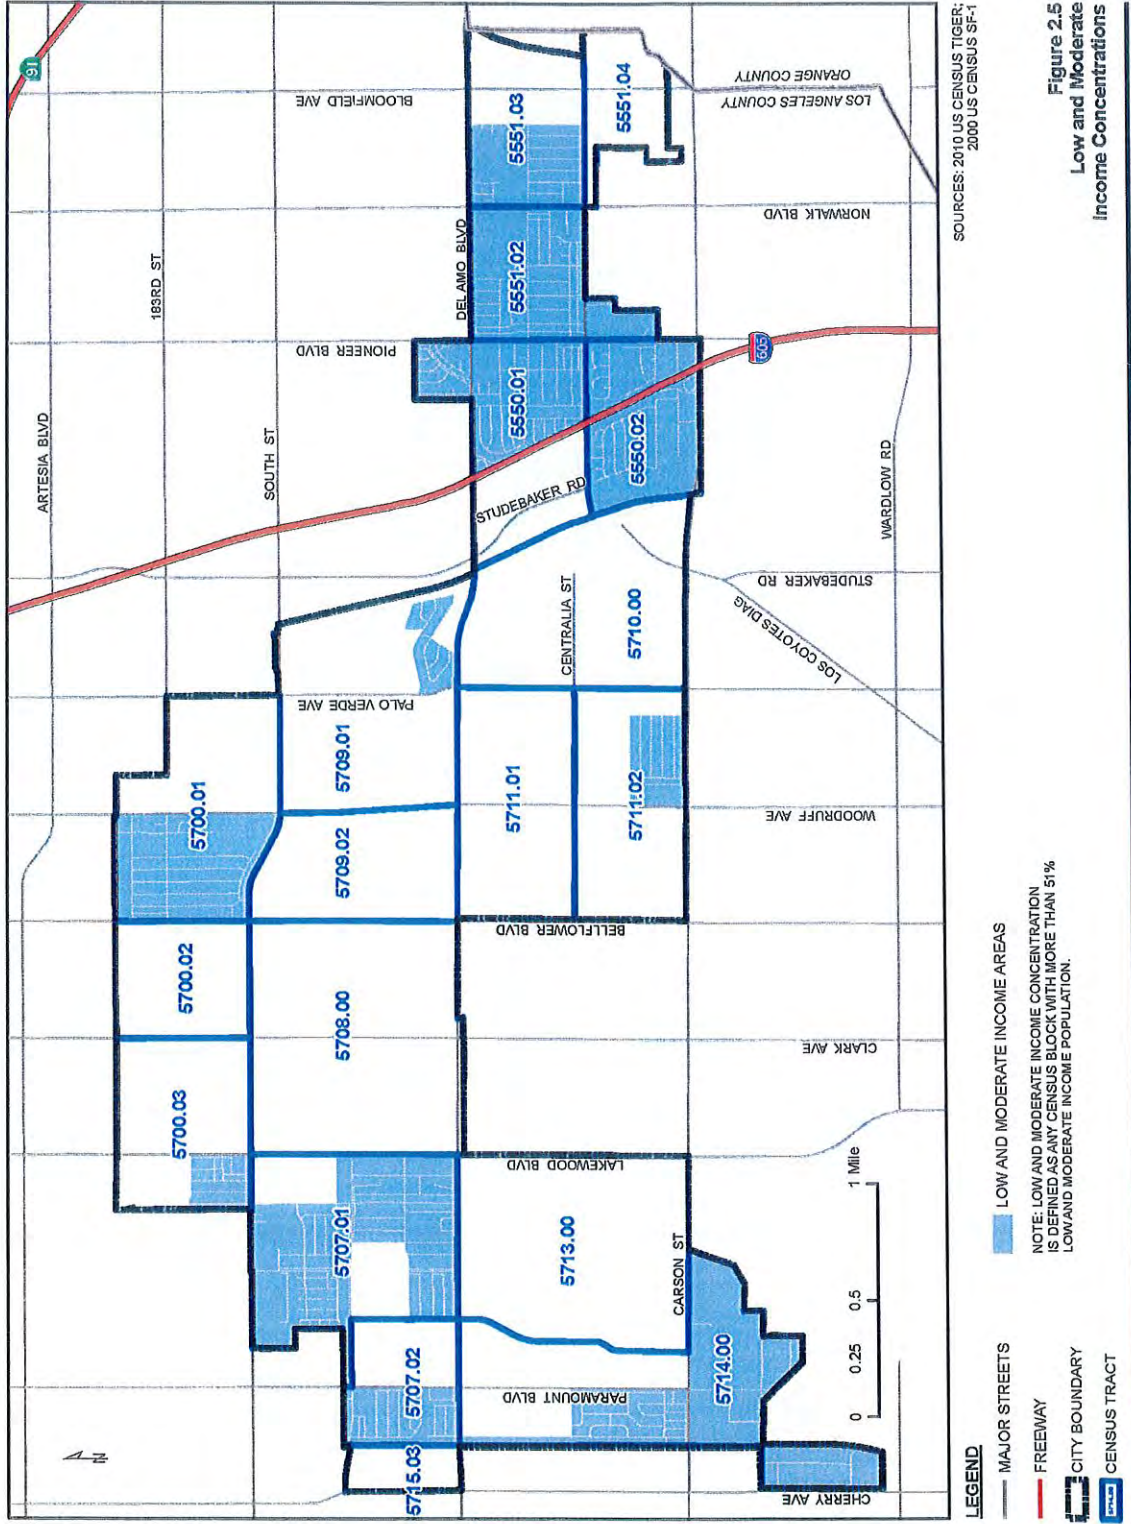 91
ARTESIA BLVD
183RD ST
SOUTH ST
PIONEER BLVD
BLOOMFIELD AVE
DEL AMO BLVD
5700.03
5700.02
5700.01
5707.01
5708.00
5709.02
5709.01
PALO VERDE AVE
STUDEBAKER RD
5550.01
5551.02
5551.03
5715.03
5707.02
PARAMOUNT BLVD
5713.00
LAKEWOOD BLVD
BELLFLOWER BLVD
5711.01
CENTRALIA ST
5711.02
5710.00
5550.02
5551.04
605
NORWALK BLVD
LOS ANGELES COUNTY
ORANGE COUNTY
CARSON ST
5714.00
CHERRY AVE
CLARK AVE
WOODRUFF AVE
LOS COYOTES DIAG
STUDEBAKER RD
WARDLOW RD
N
0 0.25 0.5 1 Mile
LEGEND
MAJOR STREETS
FREEWAY
CITY BOUNDARY
CENSUS TRACT
LOW AND MODERATE INCOME AREAS
NOTE: LOW AND MODERATE INCOME CONCENTRATION
IS DEFINED AS ANY CENSUS BLOCK WITH MORE THAN 51%
LOW AND MODERATE INCOME POPULATION.
SOURCES: 2010 US CENSUS TIGER;
2000 US CENSUS SF-1
Figure 2.5
Low and Moderate
Income Concentrations